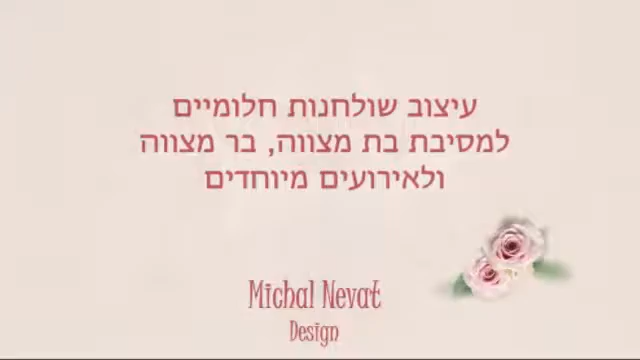 עיצוב שולחנות חלומיים
למסיבת בת מצווה, בר מצווה
ולאירועים מיוחדים
Michal Nevat
Design